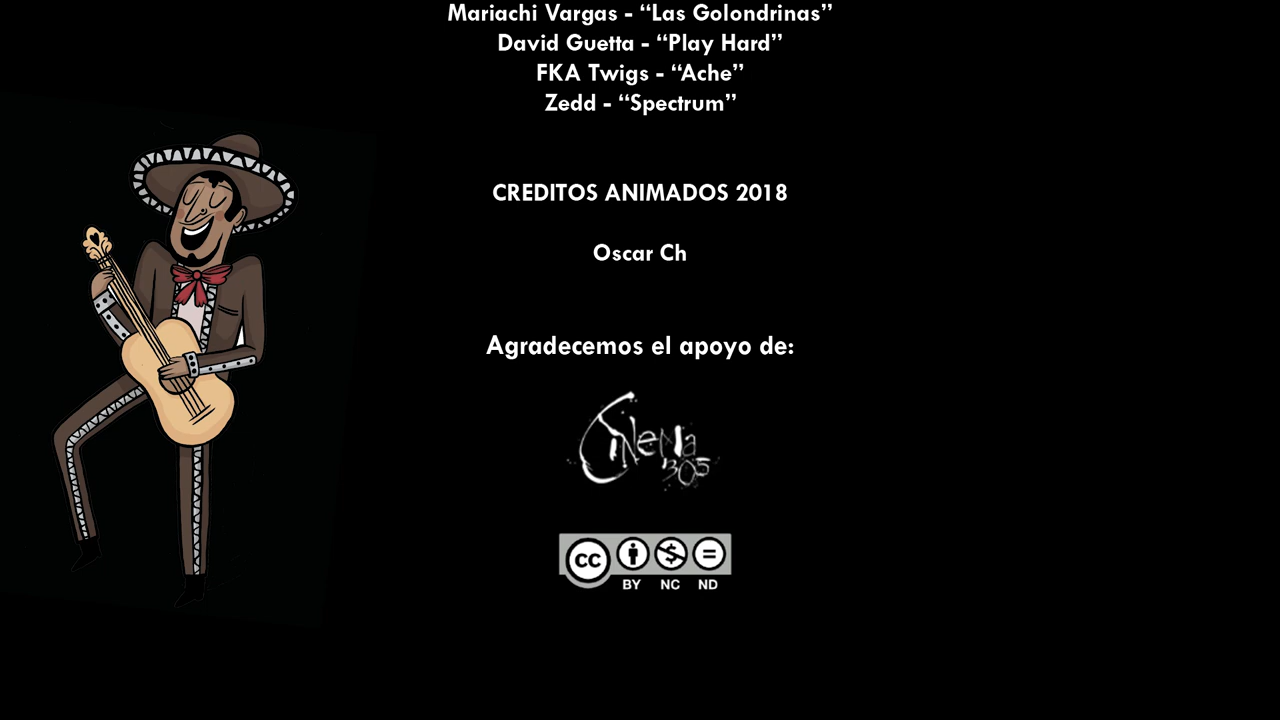 Mariachi Vargas - “Las Golondrinas”
David Guetta - “Play Hard”
FKA Twigs - “Ache”
Zedd - “Spectrum”
CREDITOS ANIMADOS 2018
Oscar Ch
Agradecemos el apoyo de:
CiNeMa
305
cc
BY NC ND